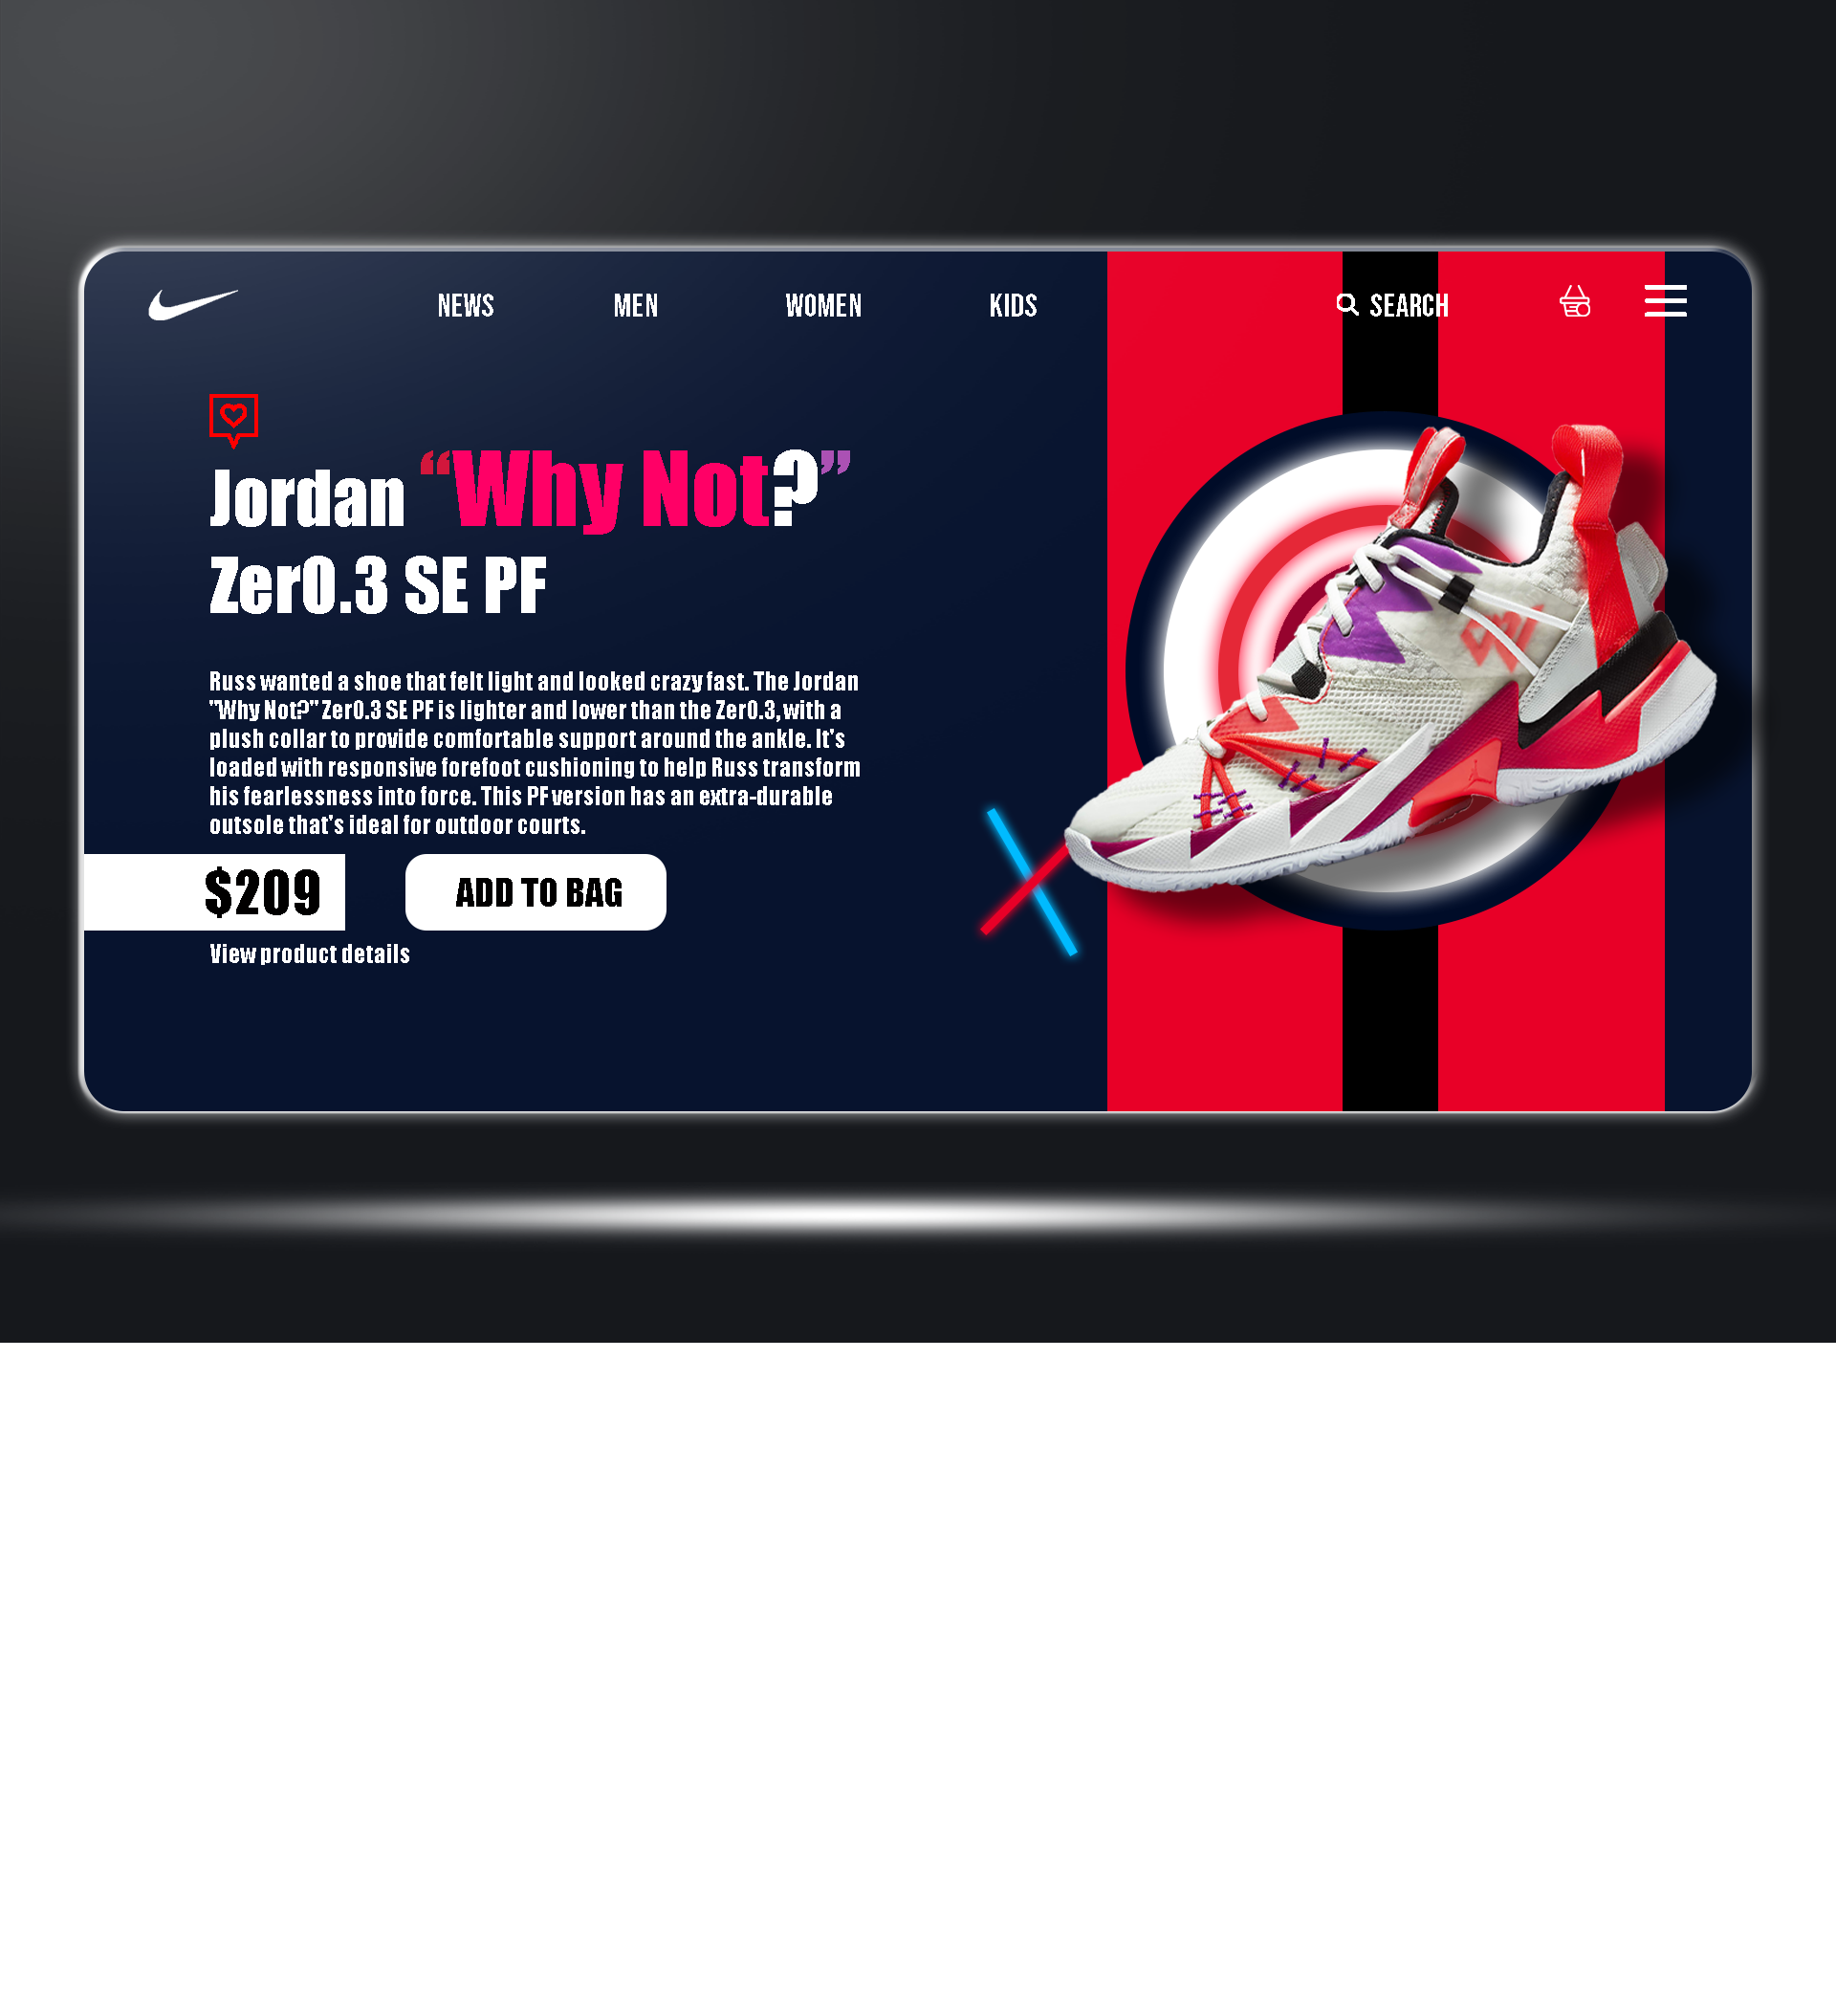 NEWS MEN WOMEN KIDS SEARCH
Jordan “Why Not?”
Zer0.3 SE PF
Russ wanted a shoe that felt light and looked crazy fast. The Jordan
"Why Not?" Zer0.3 SE PF is lighter and lower than the Zer0.3, with a
plush collar to provide comfortable support around the ankle. It's
loaded with responsive forefoot cushioning to help Russ transform
his fearlessness into force. This PF version has an extra-durable
outsole that's ideal for outdoor courts.
$209 ADD TO BAG
View product details